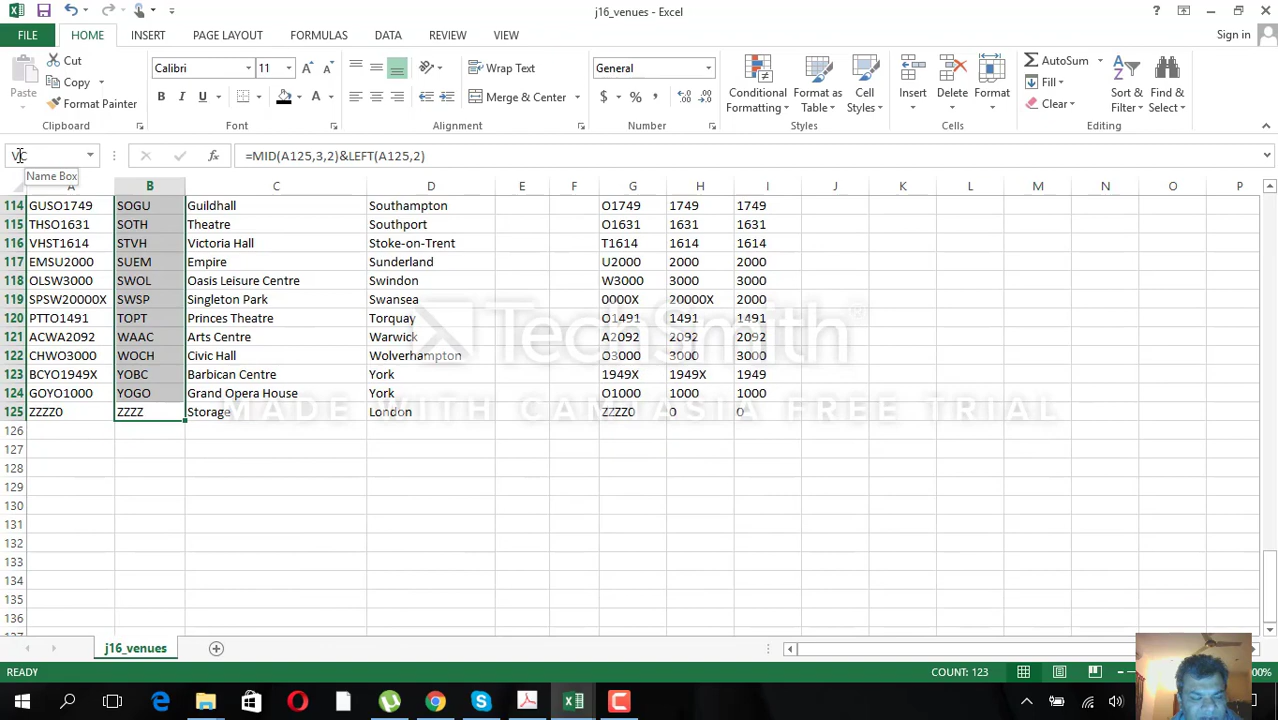 j16_venues - Excel
FILE HOME INSERT PAGE LAYOUT FORMULAS DATA REVIEW VIEW Sign in
Cut
Copy
Format Painter
Paste
Clipboard
Calibri 11
B I U
Font
Wrap Text
Merge & Center
Alignment
General
$ % ,
Number
Conditional Formatting
Format as Table
Cell Styles
Styles
Insert Delete Format
Cells
AutoSum
Fill
Clear
Sort & Filter
Find & Select
Editing
VC
=MID(A125,3,2)&LEFT(A125,2)
Name Box
A B C D E F G H I J K L M N O P
114 GUSO1749 SOGU Guildhall Southampton O1749 1749 1749
115 THSO1631 SOTH Theatre Southport O1631 1631 1631
116 VHST1614 STVH Victoria Hall Stoke-on-Trent T1614 1614 1614
117 EMSU2000 SUEM Empire Sunderland U2000 2000 2000
118 OLSW3000 SWOL Oasis Leisure Centre Swindon W3000 3000 3000
119 SPSW20000X SWSP Singleton Park Swansea 0000X 20000X 2000
120 PTTO1491 TOPT Princes Theatre Torquay O1491 1491 1491
121 ACWA2092 WAAC Arts Centre Warwick A2092 2092 2092
122 CHWO3000 WOCH Civic Hall Wolverhampton O3000 3000 3000
123 BCYO1949X YOBC Barbican Centre York 1949X 1949X 1949
124 GOYO1000 YOGO Grand Opera House York O1000 1000 1000
125 ZZZZ0 ZZZZ Storage London ZZZZ0 0 0
126
127
128
129
130
131
132
133
134
135
136
137
TechSmith
MADE WITH CAMTASIA FREE TRIAL
j16_venues
READY COUNT: 123